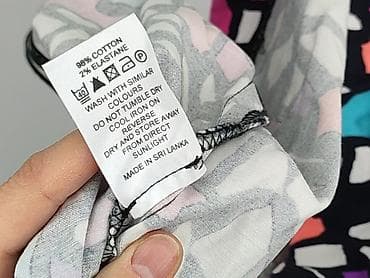 98% COTTON
2% ELASTANE
WASH WITH SIMILAR
COLOURS
DO NOT TUMBLE DRY
COOL IRON ON
REVERSE
DRY AND STORE AWAY
FROM DIRECT
SUNLIGHT
MADE IN SRI LANKA